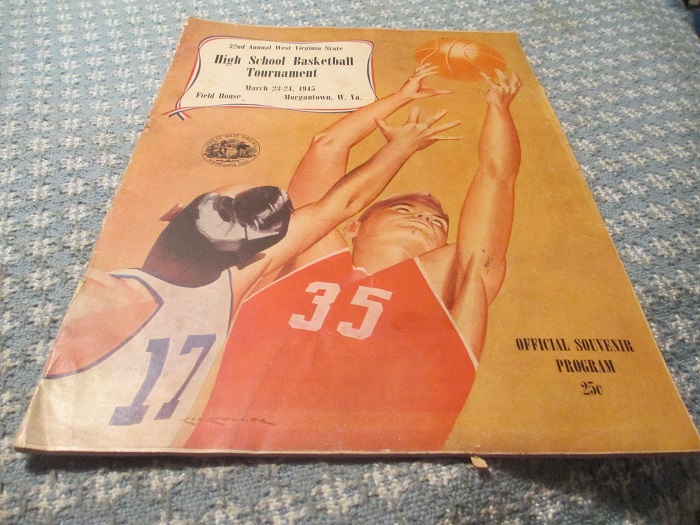 32nd Annual West Virginia State
High School Basketball
Tournament
March 23-24, 1945
Field House, Morgantown, W. Va.
35
17
OFFICIAL SOUVENIR
PROGRAM
25c